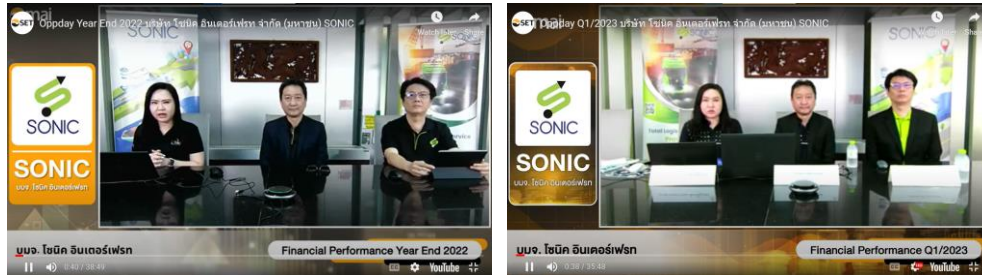 SET
Oppday Year End 2022 บริษัท โซนิค อินเตอร์เฟรท จำกัด (มหาชน) SONIC
Watch later Share
SONIC
SONIC
SONIC
บมจ. โซนิค อินเตอร์เฟรท
บมจ. โซนิค อินเตอร์เฟรท
Financial Performance Year End 2022
0:40 / 38:49
YouTube
SET
Oppday Q1/2023 บริษัท โซนิค อินเตอร์เฟรท จำกัด (มหาชน) SONIC
Share
SONIC
SONIC
SONIC
บมจ. โซนิค อินเตอร์เฟรท
บมจ. โซนิค อินเตอร์เฟรท
Financial Performance Q1/2023
0:38 / 35:48
YouTube